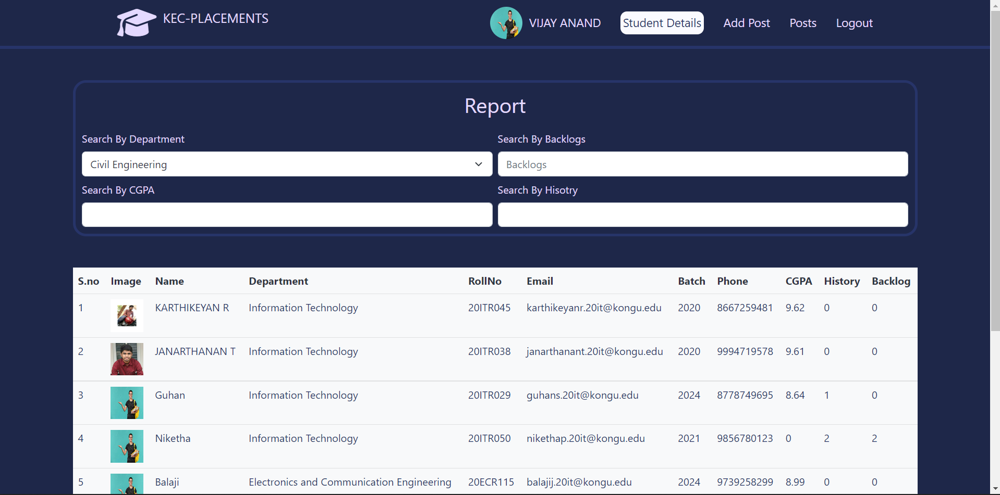 KEC-PLACEMENTS VIJAY ANAND Student Details Add Post Posts Logout
Report
Search By Department Search By Backlogs
Civil Engineering Backlogs
Search By CGPA Search By Hisotry
S.no Image Name Department RollNo Email Batch Phone CGPA History Backlog
1 KARTHIKEYAN R Information Technology 20ITR045 karthikeyanr.20it@kongu.edu 2020 8667259481 9.62 0 0
2 JANARTHANAN T Information Technology 20ITR038 janarthanant.20it@kongu.edu 2020 9994719578 9.61 0 0
3 Guhan Information Technology 20ITR029 guhans.20it@kongu.edu 2024 8778749695 8.64 1 0
4 Niketha Information Technology 20ITR050 nikethap.20it@kongu.edu 2021 9856780123 0 2 2
5 Balaji Electronics and Communication Engineering 20ECR115 balajij.20it@kongu.edu 2024 9739258299 8.99 0 0